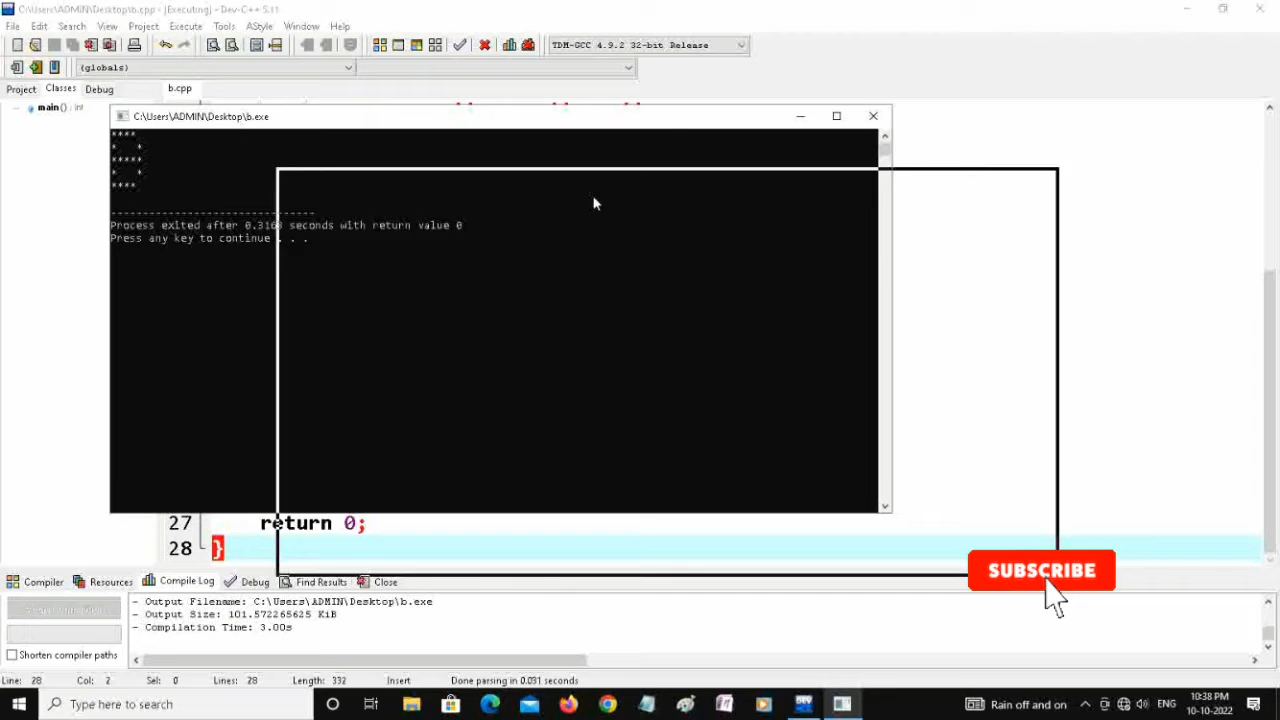 C:\Users\ADMIN\Desktop\b.cpp - [Executing] - Dev-C++ 5.11
File Edit Search View Project Execute Tools AStyle Window Help
TDM-GCC 4.9.2 32-bit Release
(globals)
Project Classes Debug
b.cpp
main() : int
C:\Users\ADMIN\Desktop\b.exe
****
*   *
*****
*   *
****
--------------------------------
Process exited after 0.3163 seconds with return value 0
Press any key to continue . . .
27 return 0;
28 }
SUBSCRIBE
Compiler Resources Compile Log Debug Find Results Close
- Output Filename: C:\Users\ADMIN\Desktop\b.exe
- Output Size: 101.572265625 KiB
- Compilation Time: 3.00s
Shorten compiler paths
Line: 28 Col: 2 Sel: 0 Lines: 28 Length: 332 Insert Done parsing in 0.031 seconds
Type here to search
Rain off and on
ENG
10:38 PM
10-10-2022